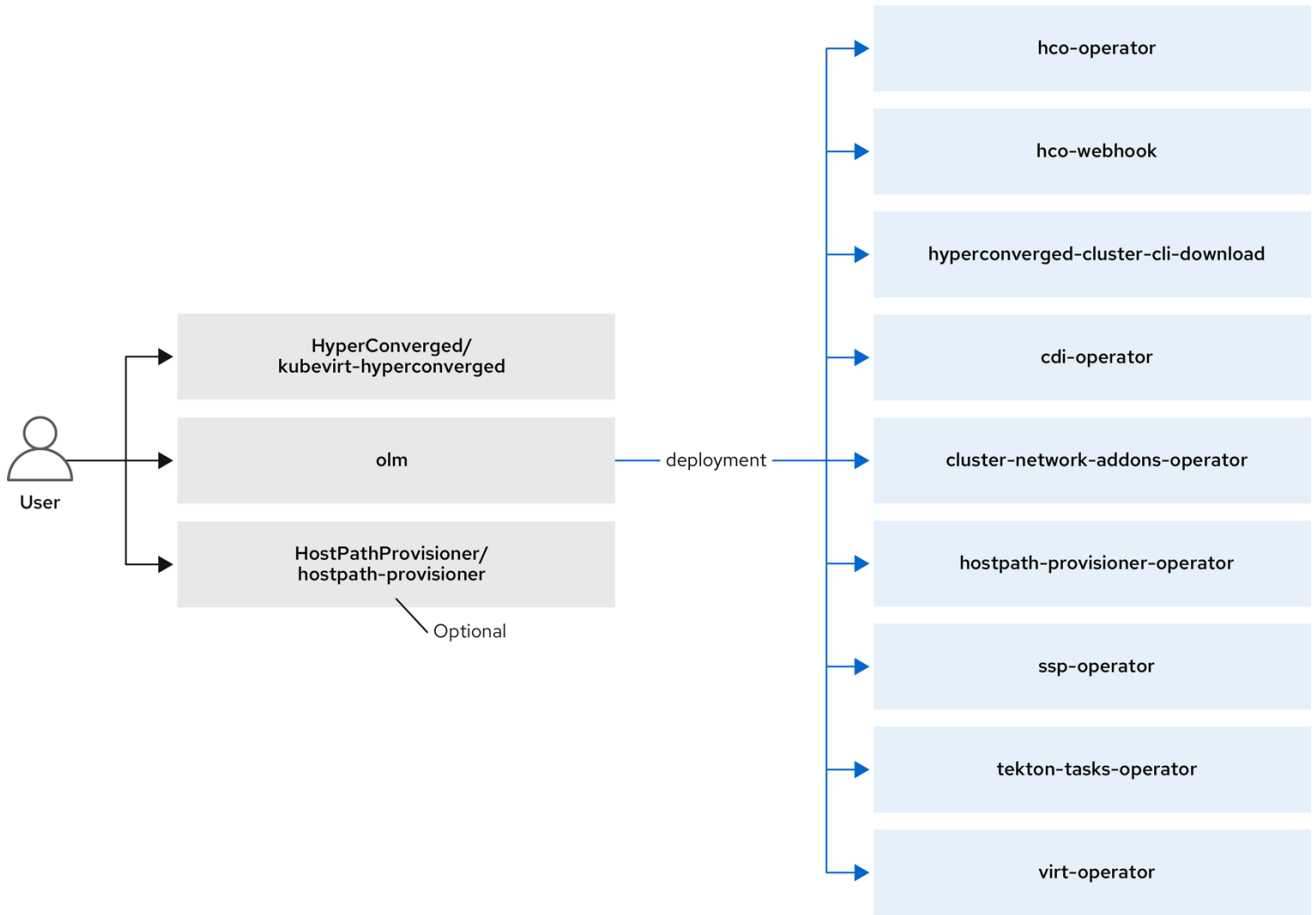 User
HyperConverged/
kubevirt-hyperconverged
olm
HostPathProvisioner/
hostpath-provisioner
Optional
deployment
hco-operator
hco-webhook
hyperconverged-cluster-cli-download
cdi-operator
cluster-network-addons-operator
hostpath-provisioner-operator
ssp-operator
tekton-tasks-operator
virt-operator